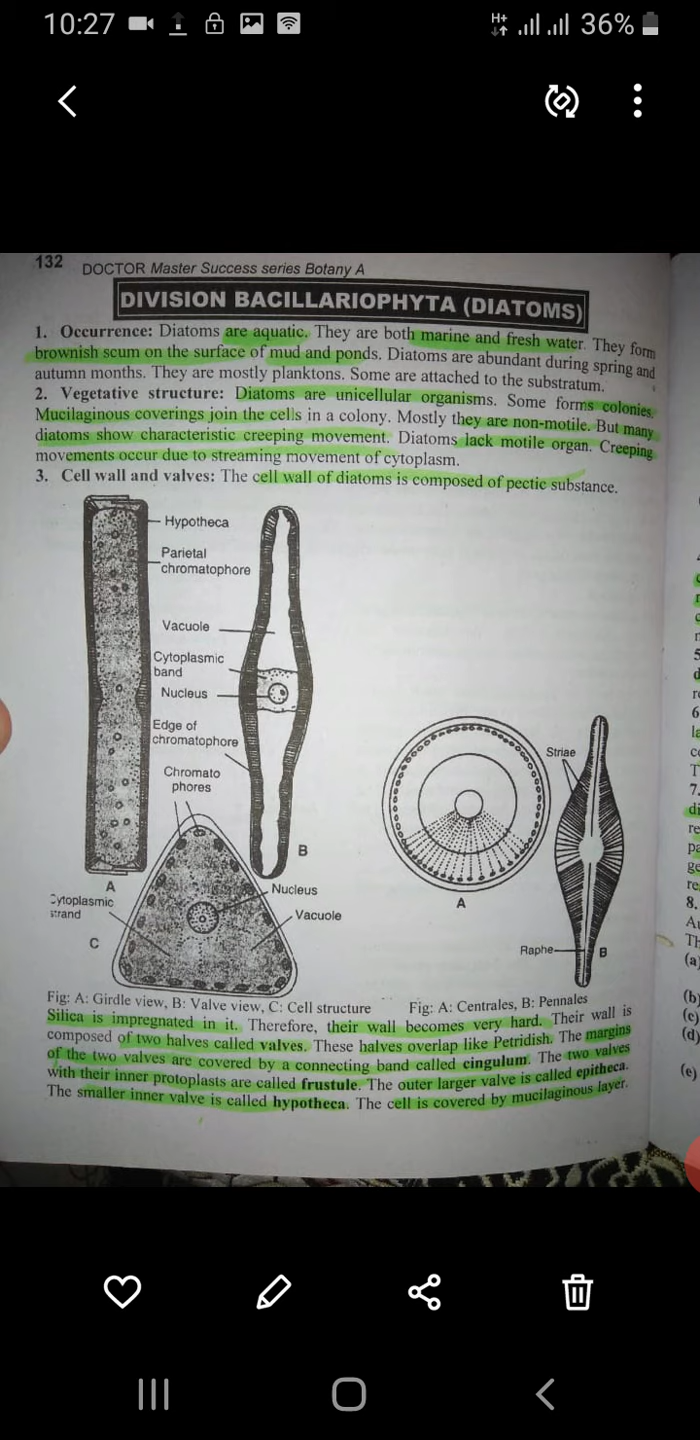 10:27
H+
36%
132 DOCTOR Master Success series Botany A
DIVISION BACILLARIOPHYTA (DIATOMS)
1. Occurrence: Diatoms are aquatic. They are both marine and fresh water. They form
brownish scum on the surface of mud and ponds. Diatoms are abundant during spring and
autumn months. They are mostly planktons. Some are attached to the substratum.
2. Vegetative structure: Diatoms are unicellular organisms. Some forms colonies.
Mucilaginous coverings join the cells in a colony. Mostly they are non-motile. But many
diatoms show characteristic creeping movement. Diatoms lack motile organ. Creeping
movements occur due to streaming movement of cytoplasm.
3. Cell wall and valves: The cell wall of diatoms is composed of pectic substance.
Hypotheca
Parietal
chromatophore
Vacuole
Cytoplasmic
band
Nucleus
Edge of
chromatophore
Chromato
phores
B
A
Nucleus
Cytoplasmic
strand
Vacuole
C
Striae
A
Raphe
B
Fig: A: Girdle view, B: Valve view, C: Cell structure
Fig: A: Centrales, B: Pennales
Silica is impregnated in it. Therefore, their wall becomes very hard. Their wall is
composed of two halves called valves. These halves overlap like Petridish. The margins
of the two valves are covered by a connecting band called cingulum. The two valves
with their inner protoplasts are called frustule. The outer larger valve is called epitheca.
The smaller inner valve is called hypotheca. The cell is covered by mucilaginous layer.
5
6
7.
8.
Au
Th
(a)
(b)
(c)
(d)
(e)